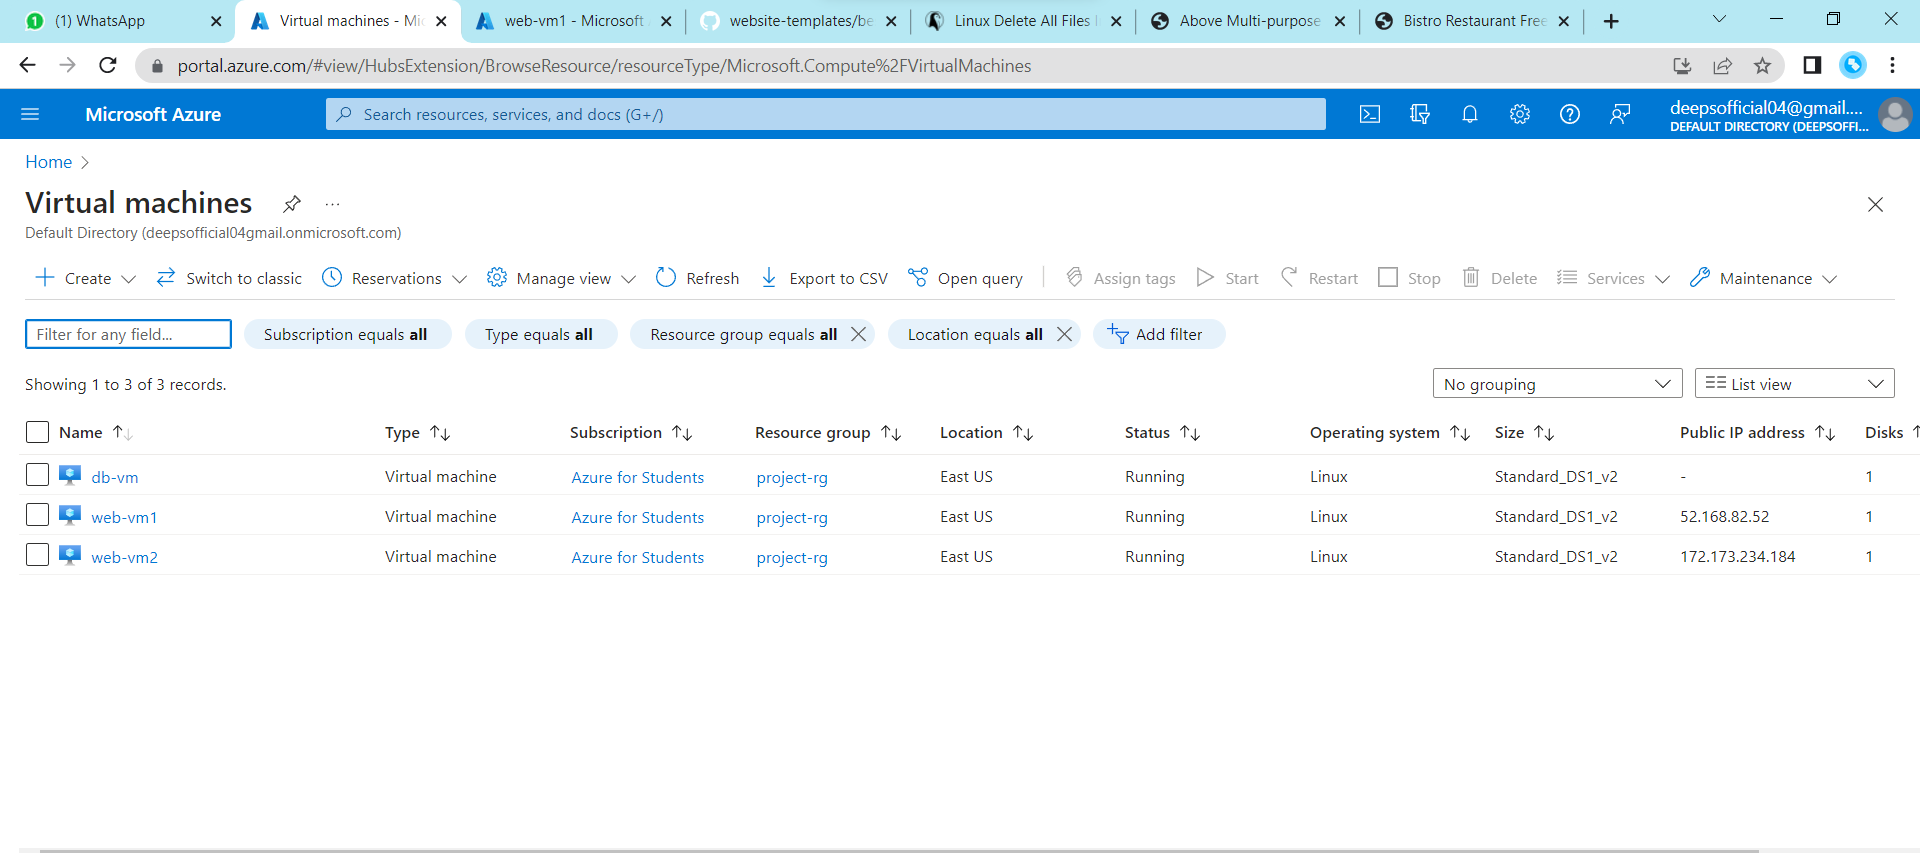 (1) WhatsApp
Virtual machines - Mic
web-vm1 - Microsoft
website-templates/be
Linux Delete All Files
Above Multi-purpose
Bistro Restaurant Free
portal.azure.com/#view/HubsExtension/BrowseResource/resourceType/Microsoft.Compute%2FVirtualMachines
Microsoft Azure
Search resources, services, and docs (G+/)
deepsofficial04@gmail....
DEFAULT DIRECTORY (DEEPSOFFI...
Home
Virtual machines
Default Directory (deepsofficial04gmail.onmicrosoft.com)
Create Switch to classic Reservations Manage view Refresh Export to CSV Open query Assign tags Start Restart Stop Delete Services Maintenance
Filter for any field... Subscription equals all Type equals all Resource group equals all Location equals all Add filter
Showing 1 to 3 of 3 records.
No grouping List view
Name Type Subscription Resource group Location Status Operating system Size Public IP address Disks
db-vm Virtual machine Azure for Students project-rg East US Running Linux Standard_DS1_v2 - 1
web-vm1 Virtual machine Azure for Students project-rg East US Running Linux Standard_DS1_v2 52.168.82.52 1
web-vm2 Virtual machine Azure for Students project-rg East US Running Linux Standard_DS1_v2 172.173.234.184 1